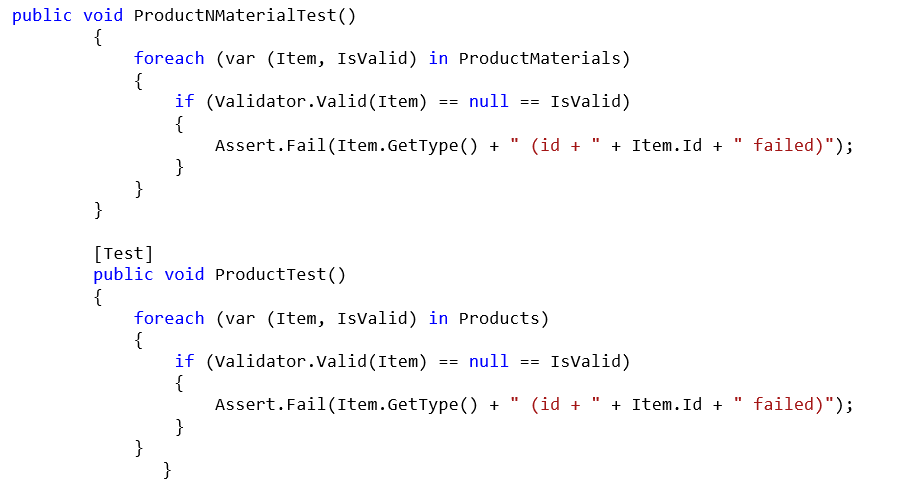 public void ProductNMaterialTest()
{
foreach (var (Item, IsValid) in ProductMaterials)
{
if (Validator.Valid(Item) == null == IsValid)
{
Assert.Fail(Item.GetType() + " (id + " + Item.Id + " failed)");
}
}
}
[Test]
public void ProductTest()
{
foreach (var (Item, IsValid) in Products)
{
if (Validator.Valid(Item) == null == IsValid)
{
Assert.Fail(Item.GetType() + " (id + " + Item.Id + " failed)");
}
}
}